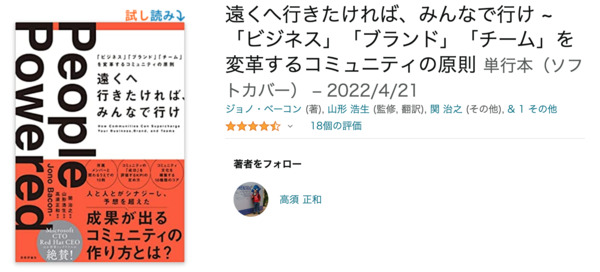 試し読み
People Powered
「ビジネス」「ブランド」「チーム」
を変革するコミュニティの原則
遠くへ
行きたければ、
みんなで行け
How Communities Can Supercharge
Your Business, Brand, and Teams
Jono Bacon
人と人とがシナジーし、
予想を超えた
成果が出る
コミュニティの
作り方とは?
Microsoft
CTO
Red Hat CEO
絶賛!
遠くへ行きたければ、みんなで行け ~
「ビジネス」「ブランド」「チーム」を
変革するコミュニティの原則 単行本(ソフ
トカバー) – 2022/4/21
ジョノ・ベーコン (著), 山形 浩生 (監修, 翻訳), 関 治之 (その他), & 1 その他
18個の評価
著者をフォロー
高須 正和